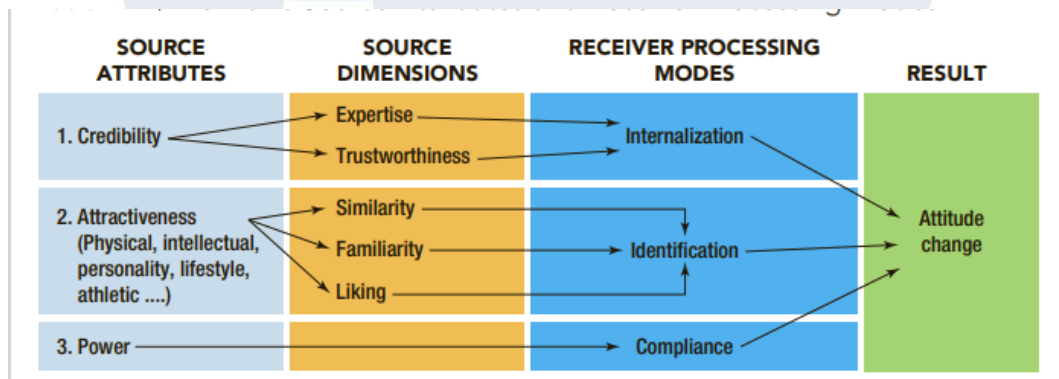 SOURCE
ATTRIBUTES
SOURCE
DIMENSIONS
RECEIVER PROCESSING
MODES
RESULT
1. Credibility
Expertise
Trustworthiness
Internalization
2. Attractiveness
(Physical, intellectual,
personality, lifestyle,
athletic ....)
Similarity
Familiarity
Liking
Identification
Attitude
change
3. Power
Compliance